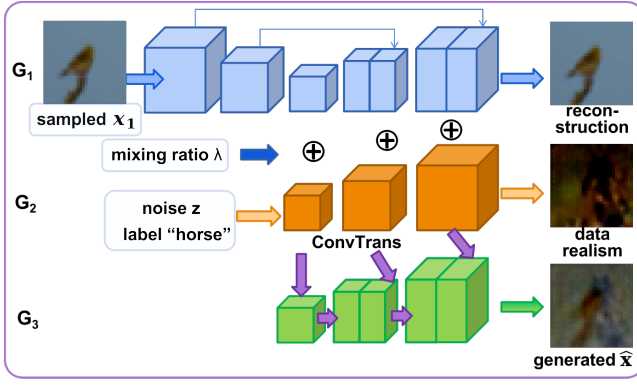 G₁
sampled x₁
recon-
struction
mixing ratio λ
G₂
noise z
label “horse”
ConvTrans
data
realism
G₃
generated x̂